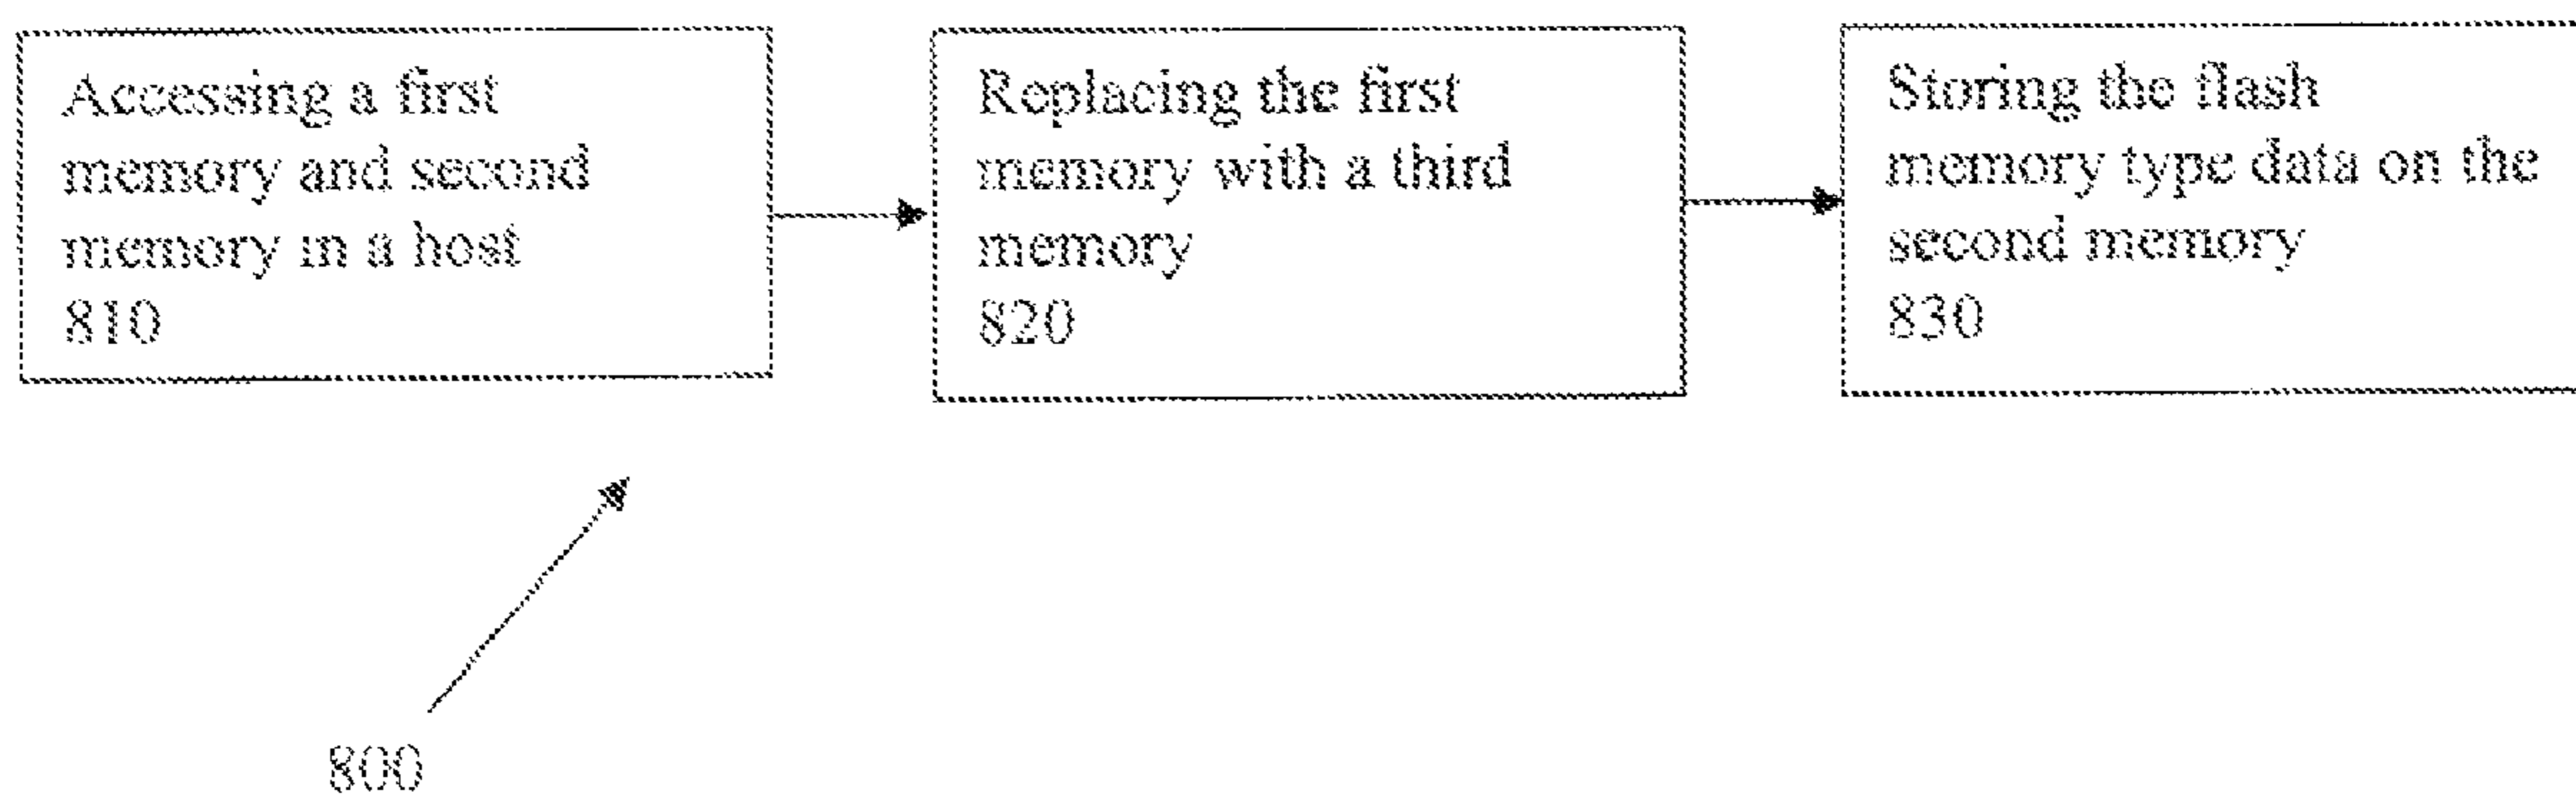 Accessing a first
memory and second
memory in a host
810
Replacing the first
memory with a third
memory
820
Storing the flash
memory type data on the
second memory
830
800